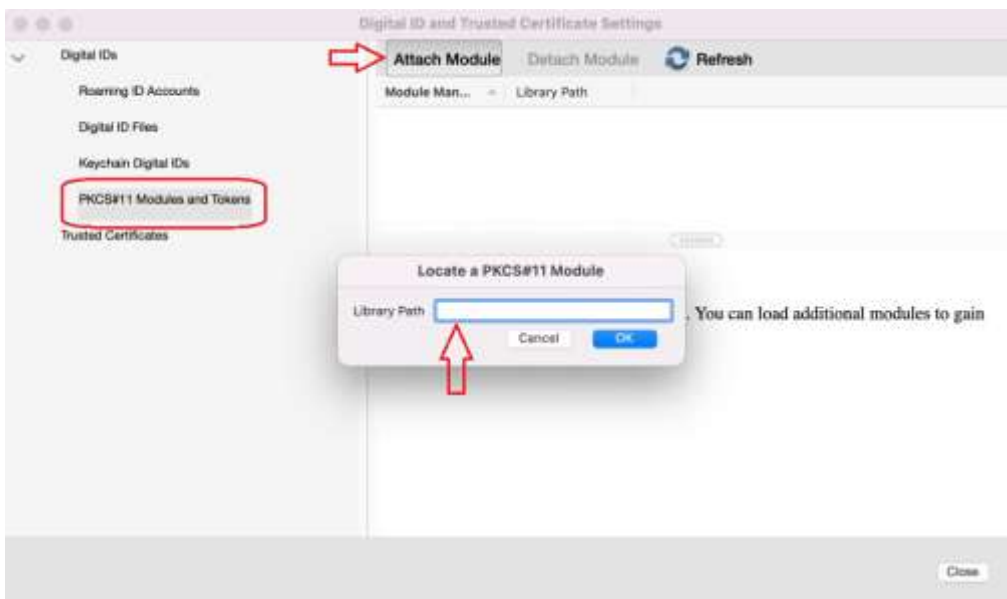 Digital ID and Trusted Certificate Settings
Digital IDs
Attach Module Detach Module Refresh
Roaming ID Accounts
Module Man... Library Path
Digital ID Files
Keychain Digital IDs
PKCS#11 Modules and Tokens
Trusted Certificates
Locate a PKCS#11 Module
Library Path
. You can load additional modules to gain
Cancel OK
Close